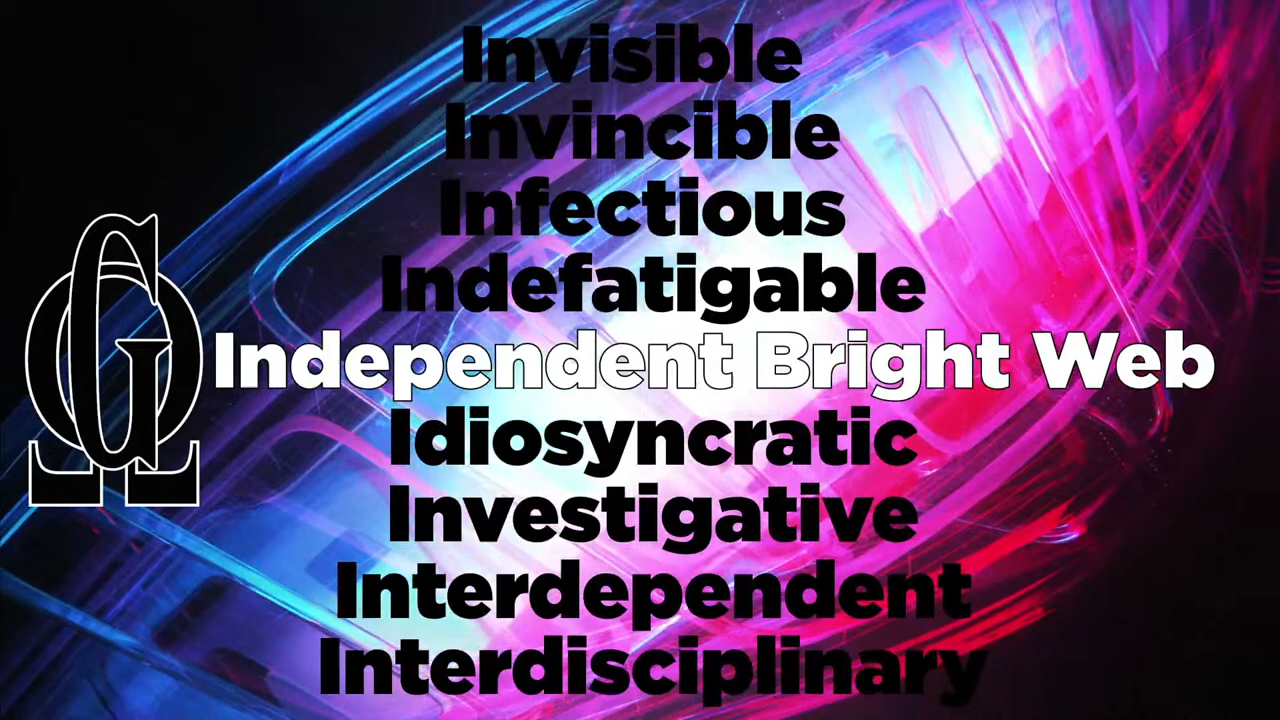 Invisible
Invincible
Infectious
Indefatigable
Independent Bright Web
Idiosyncratic
Investigative
Interdependent
Interdisciplinary